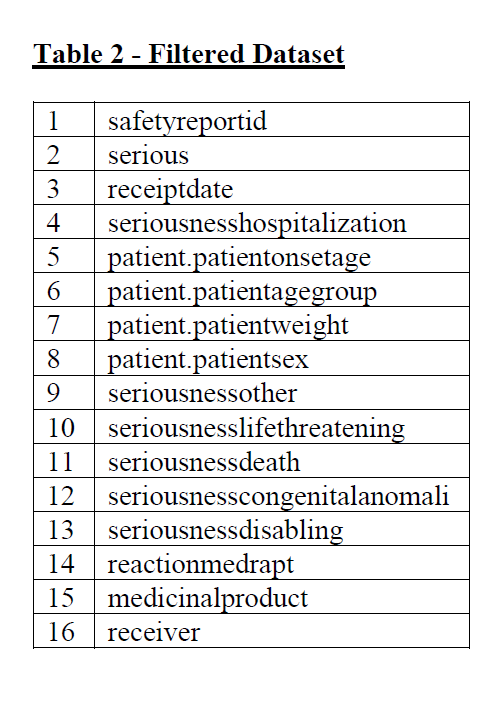 Table 2 - Filtered Dataset
1 safetyreportid
2 serious
3 receiptdate
4 seriousnesshospitalization
5 patient.patientonsetage
6 patient.patientagegroup
7 patient.patientweight
8 patient.patientsex
9 seriousnessother
10 seriousnesslifethreatening
11 seriousnessdeath
12 seriousnesscongenitalanomali
13 seriousnessdisabling
14 reactionmedrapt
15 medicinalproduct
16 receiver